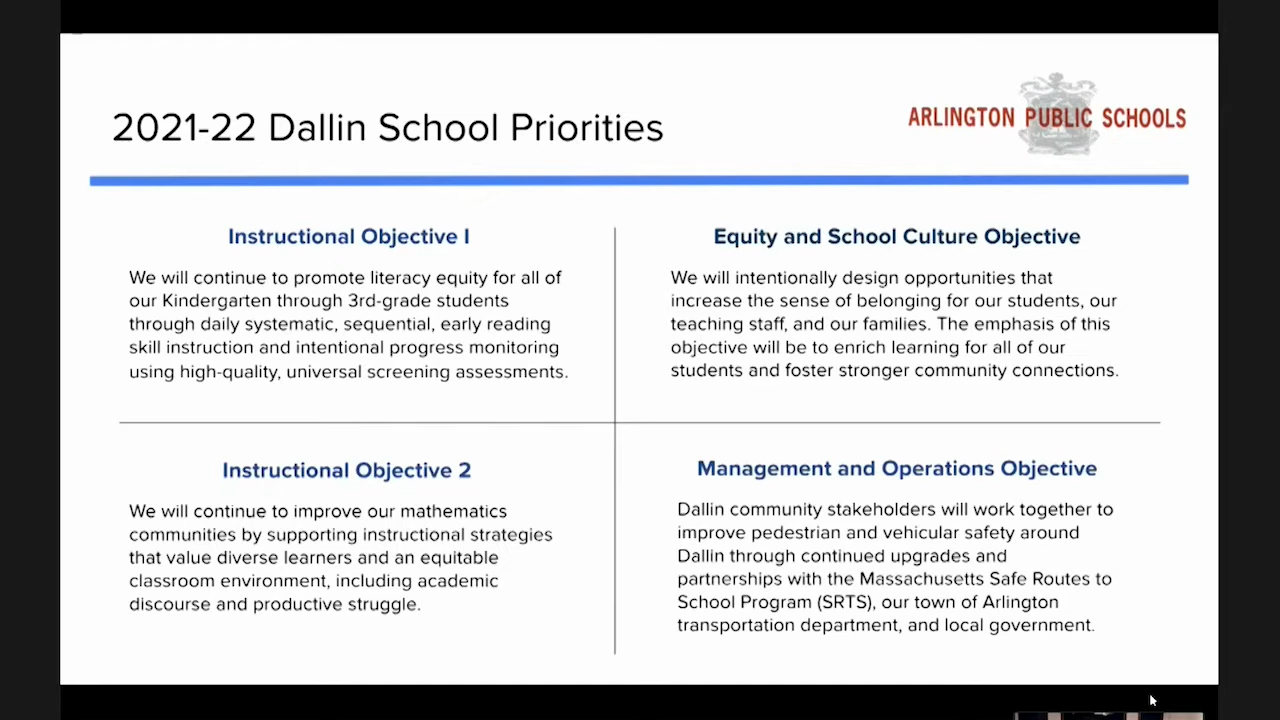 2021-22 Dallin School Priorities
ARLINGTON PUBLIC SCHOOLS
Instructional Objective I
We will continue to promote literacy equity for all of
our Kindergarten through 3rd-grade students
through daily systematic, sequential, early reading
skill instruction and intentional progress monitoring
using high-quality, universal screening assessments.
Equity and School Culture Objective
We will intentionally design opportunities that
increase the sense of belonging for our students, our
teaching staff, and our families. The emphasis of this
objective will be to enrich learning for all of our
students and foster stronger community connections.
Instructional Objective 2
We will continue to improve our mathematics
communities by supporting instructional strategies
that value diverse learners and an equitable
classroom environment, including academic
discourse and productive struggle.
Management and Operations Objective
Dallin community stakeholders will work together to
improve pedestrian and vehicular safety around
Dallin through continued upgrades and
partnerships with the Massachusetts Safe Routes to
School Program (SRTS), our town of Arlington
transportation department, and local government.